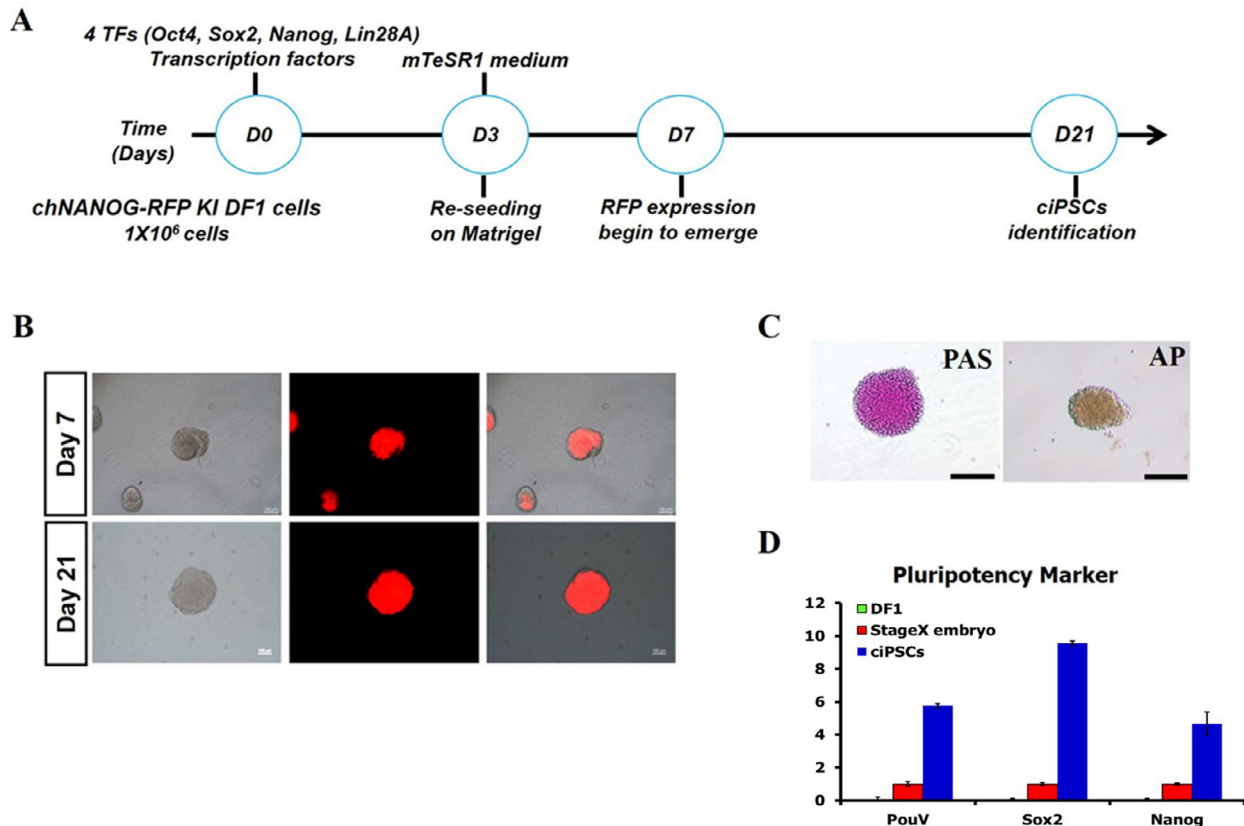 A
4 TFs (Oct4, Sox2, Nanog, Lin28A)
Transcription factors
mTeSR1 medium
Time
(Days)
D0
D3
D7
D21
chNANOG-RFP KI DF1 cells
1X10⁶ cells
Re-seeding
on Matrigel
RFP expression
begin to emerge
ciPSCs
identification
B
Day 7
Day 21
C
PAS
AP
D
Pluripotency Marker
DF1
StageX embryo
ciPSCs
12
10
8
6
4
2
0
PouV
Sox2
Nanog